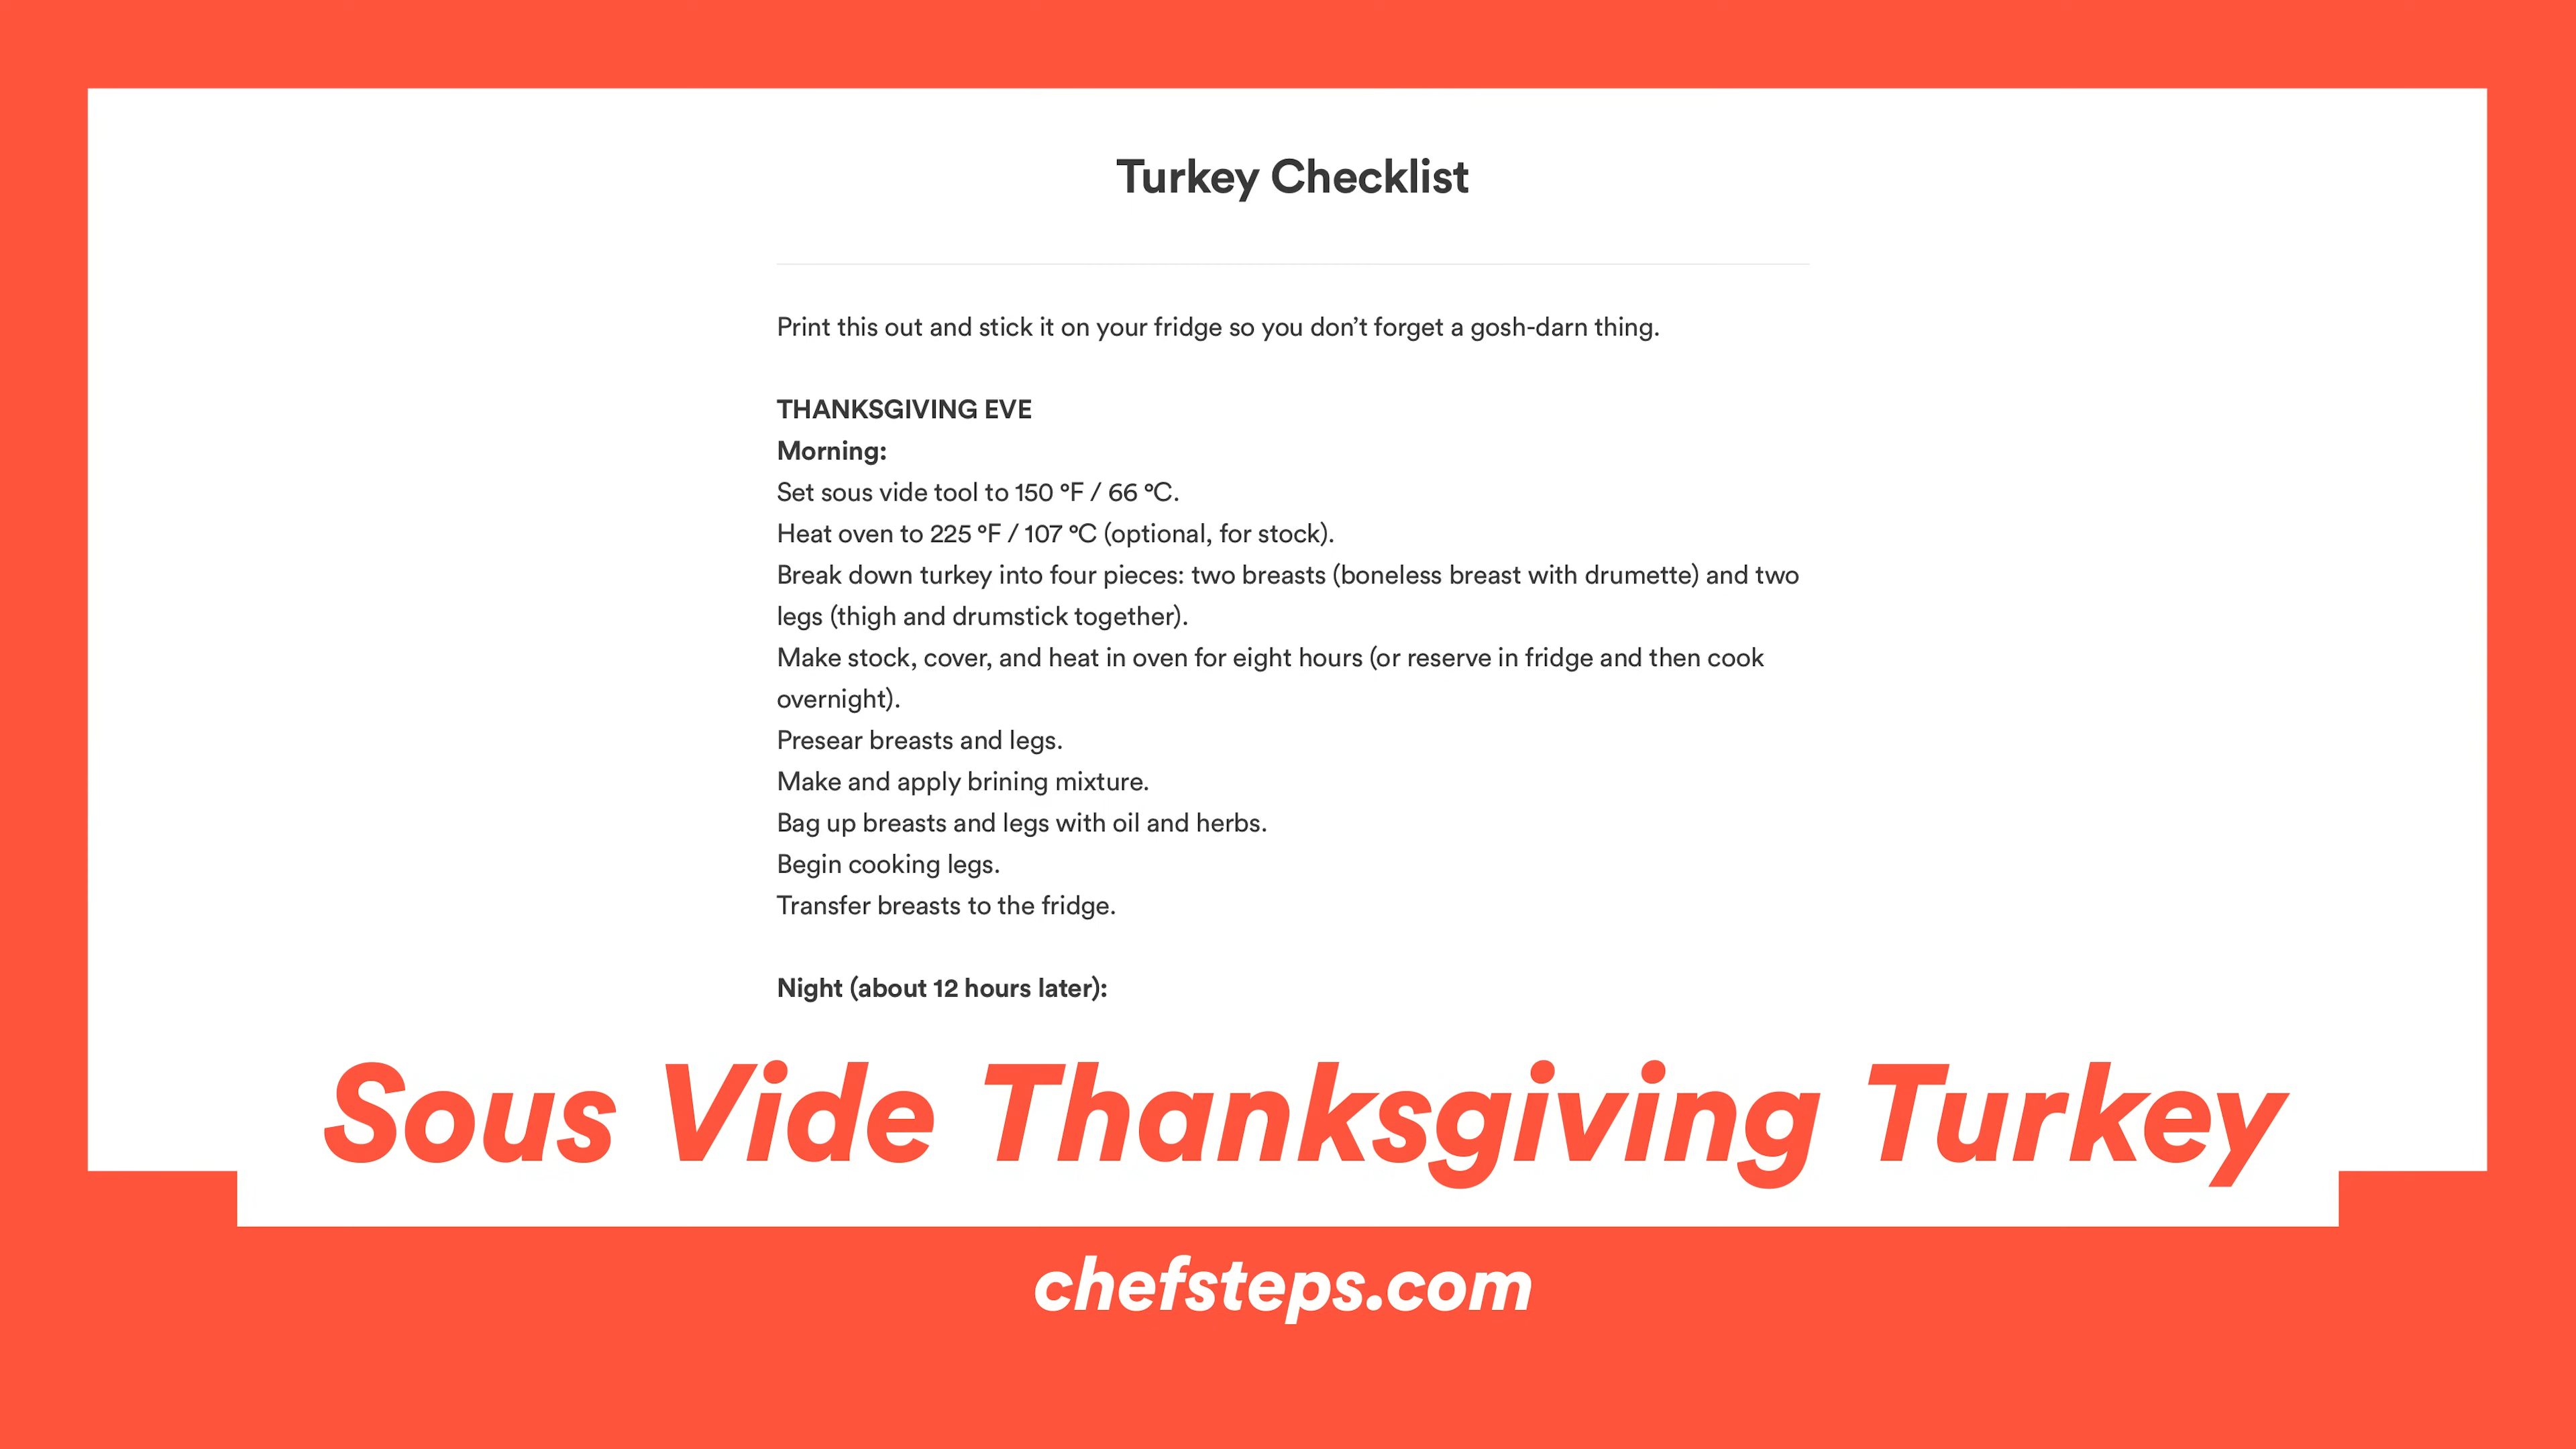 Turkey Checklist
Print this out and stick it on your fridge so you don’t forget a gosh-darn thing.
THANKSGIVING EVE
Morning:
Set sous vide tool to 150 °F / 66 °C.
Heat oven to 225 °F / 107 °C (optional, for stock).
Break down turkey into four pieces: two breasts (boneless breast with drumette) and two
legs (thigh and drumstick together).
Make stock, cover, and heat in oven for eight hours (or reserve in fridge and then cook
overnight).
Presear breasts and legs.
Make and apply brining mixture.
Bag up breasts and legs with oil and herbs.
Begin cooking legs.
Transfer breasts to the fridge.
Night (about 12 hours later):
Sous Vide Thanksgiving Turkey
chefsteps.com